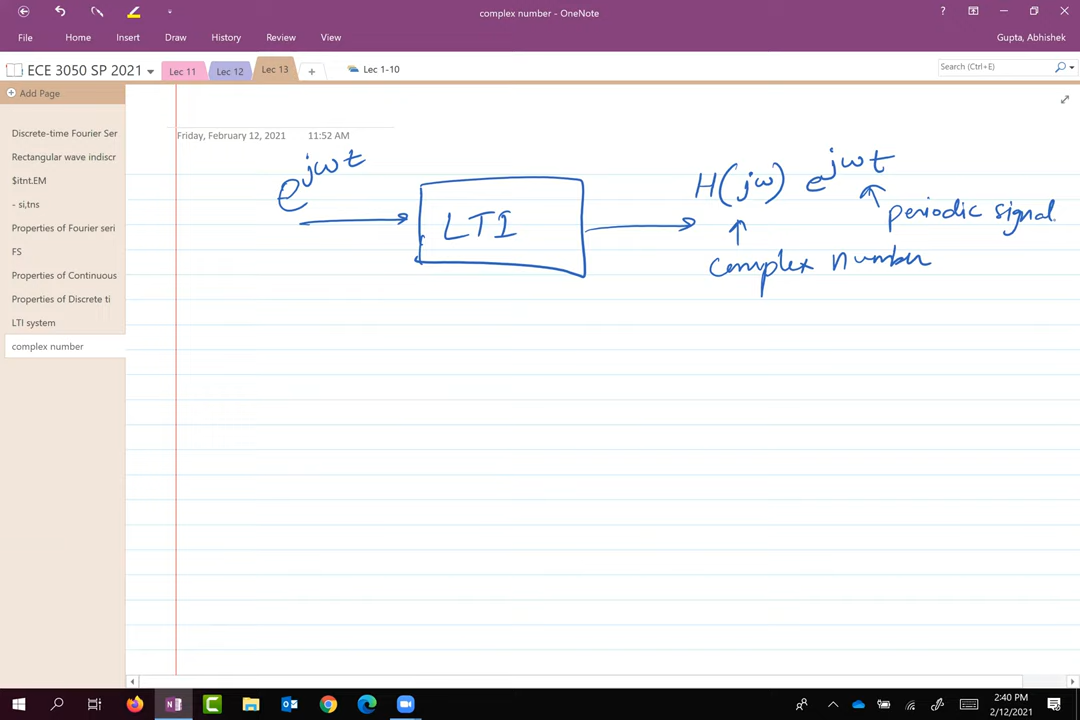 complex number - OneNote
?
File Home Insert Draw History Review View
Gupta, Abhishek
ECE 3050 SP 2021
Lec 11
Lec 12
Lec 13
+
Lec 1-10
Search (Ctrl+E)
Add Page
Discrete-time Fourier Ser
Rectangular wave indiscr
$itnt.EM
- si,tns
Properties of Fourier seri
FS
Properties of Continuous
Properties of Discrete ti
LTI system
complex number
Friday, February 12, 2021 11:52 AM
e^{jωt}
LTI
H(jω) e^{jωt}
periodic signal.
complex number
2:40 PM
2/12/2021